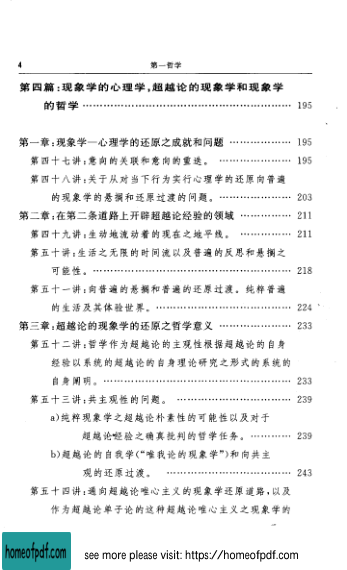 4 第一哲学
第四篇:现象学的心理学,超越论的现象学和现象学
的哲学 …………………………………………… 195
第一章:现象学—心理学的还原之成就和问题 ……………… 195
第四十七讲:意向的关联和意向的重迭。 ……………… 195
第四十八讲:关于从对当下行为实行心理学的还原向普遍
的现象学的悬搁和还原过渡的问题。 ……………… 203
第二章:在第二条道路上开辟超越论经验的领域 …………… 211
第四十九讲:生动地流动着的现在之地平线。 …………… 211
第五十讲:生活之无限的时间流以及普遍的反思和悬搁之
可能性。 ………………………………………… 218
第五十一讲:向普遍的悬搁和普遍的还原过渡。纯粹普遍
的生活及其体验世界。 …………………………… 224
第三章:超越论的现象学的还原之哲学意义 ………………… 233
第五十二讲:哲学作为超越论的主观性根据超越论的自身
经验以系统的超越论的自身理论研究之形式的系统的
自身阐明。 ………………………………………… 233
第五十三讲:共主观性的问题。 ………………………… 239
a)纯粹现象学之超越论朴素性的可能性以及对于
超越论经验之确真批判的哲学任务。 ………… 239
b)超越论的自我学(“唯我论的现象学”)和向共主
观的还原过渡。 ………………………… 243
第五十四讲:通向超越论唯心主义的现象学还原道路,以及
作为超越论单子论的这种超越论唯心主义之现象学的
homeofpdf.com
see more please visit: https://homeofpdf.com